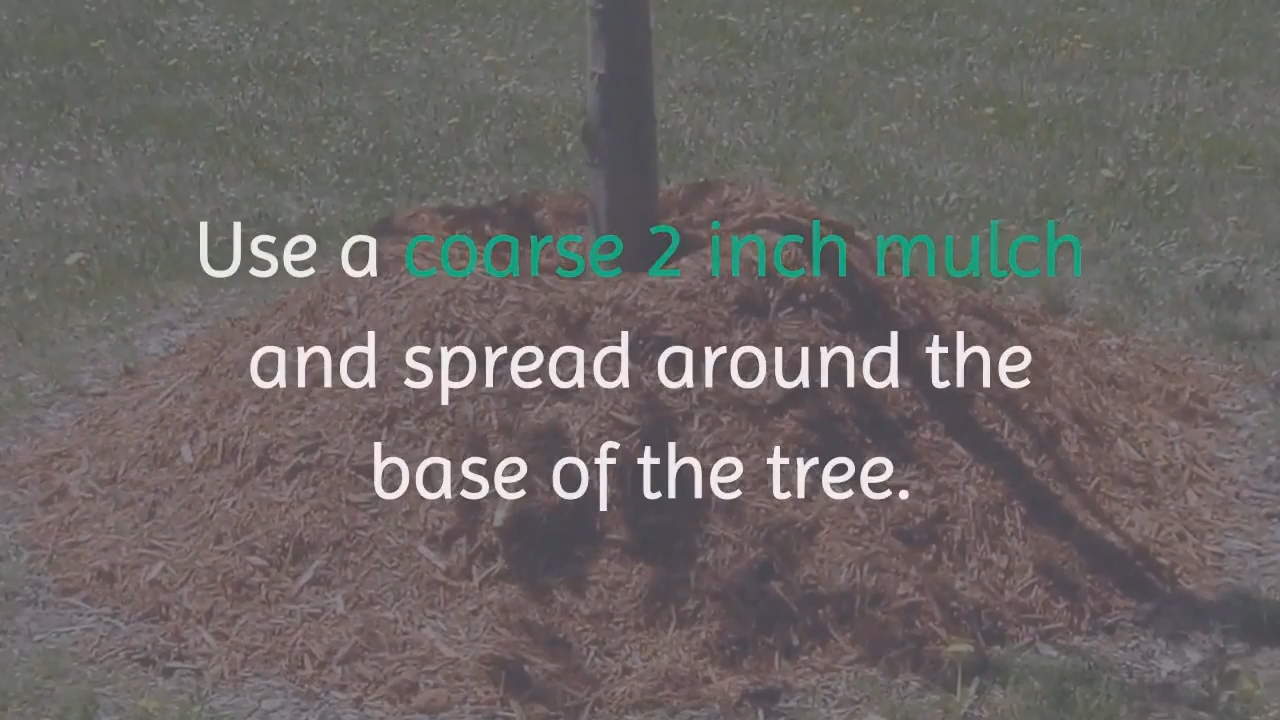 Use a coarse 2 inch mulch
and spread around the
base of the tree.